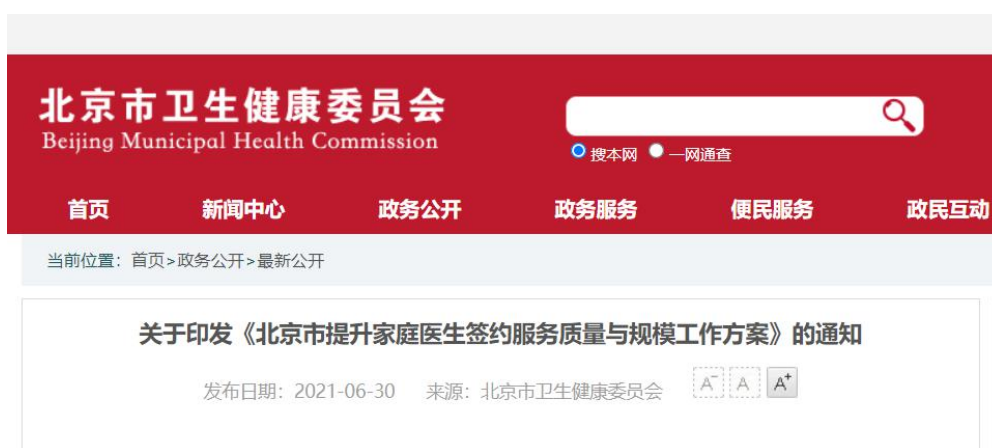 北京市卫生健康委员会
Beijing Municipal Health Commission
搜本网 一网通查
首页 新闻中心 政务公开 政务服务 便民服务 政民互动
当前位置：首页>政务公开>最新公开
关于印发《北京市提升家庭医生签约服务质量与规模工作方案》的通知
发布日期：2021-06-30 来源：北京市卫生健康委员会 A- A A+